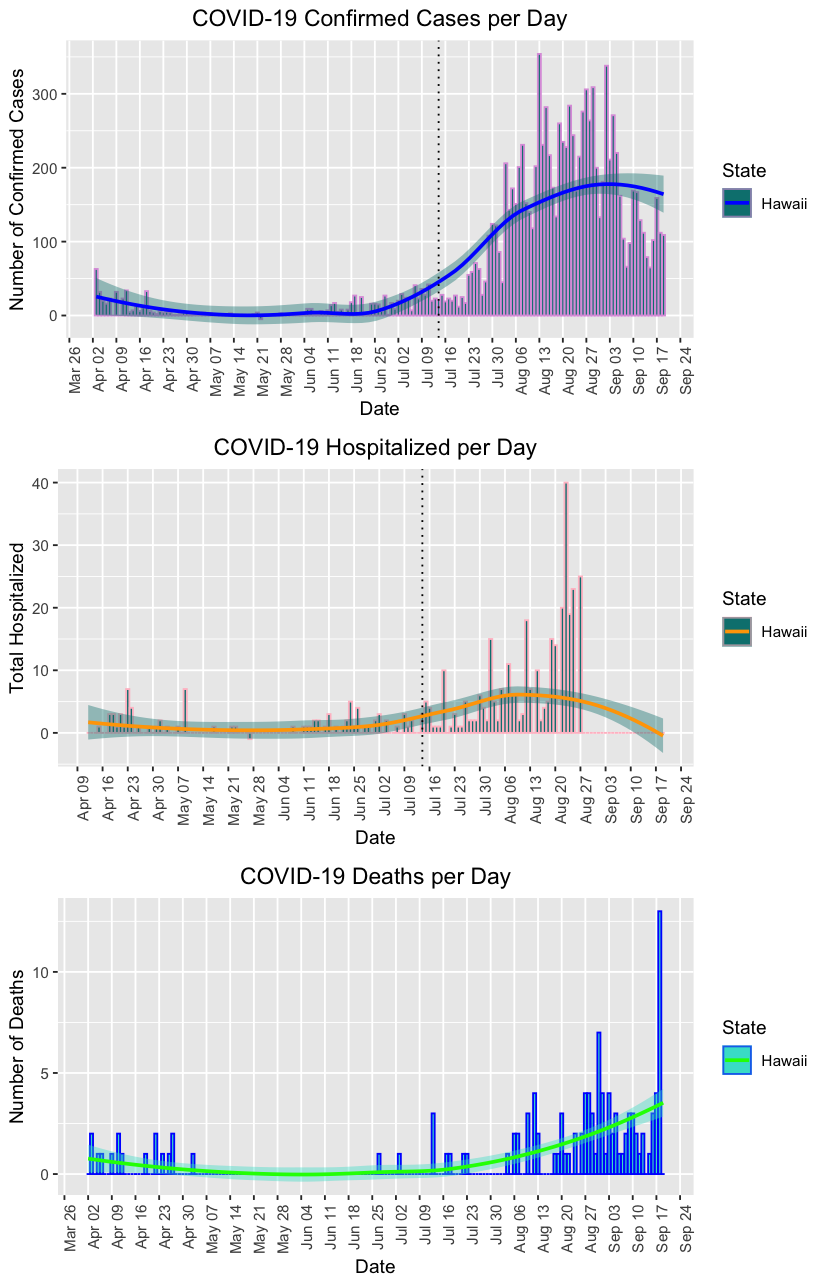 COVID-19 Confirmed Cases per Day
Number of Confirmed Cases
300
200
100
0
Mar 26
Apr 02
Apr 09
Apr 16
Apr 23
Apr 30
May 07
May 14
May 21
May 28
Jun 04
Jun 11
Jun 18
Jun 25
Jul 02
Jul 09
Jul 16
Jul 23
Jul 30
Aug 06
Aug 13
Aug 20
Aug 27
Sep 03
Sep 10
Sep 17
Sep 24
Date
State
Hawaii
COVID-19 Hospitalized per Day
Total Hospitalized
40
30
20
10
0
Apr 09
Apr 16
Apr 23
Apr 30
May 07
May 14
May 21
May 28
Jun 04
Jun 11
Jun 18
Jun 25
Jul 02
Jul 09
Jul 16
Jul 23
Jul 30
Aug 06
Aug 13
Aug 20
Aug 27
Sep 03
Sep 10
Sep 17
Sep 24
Date
State
Hawaii
COVID-19 Deaths per Day
Number of Deaths
10
5
0
Mar 26
Apr 02
Apr 09
Apr 16
Apr 23
Apr 30
May 07
May 14
May 21
May 28
Jun 04
Jun 11
Jun 18
Jun 25
Jul 02
Jul 09
Jul 16
Jul 23
Jul 30
Aug 06
Aug 13
Aug 20
Aug 27
Sep 03
Sep 10
Sep 17
Sep 24
Date
State
Hawaii